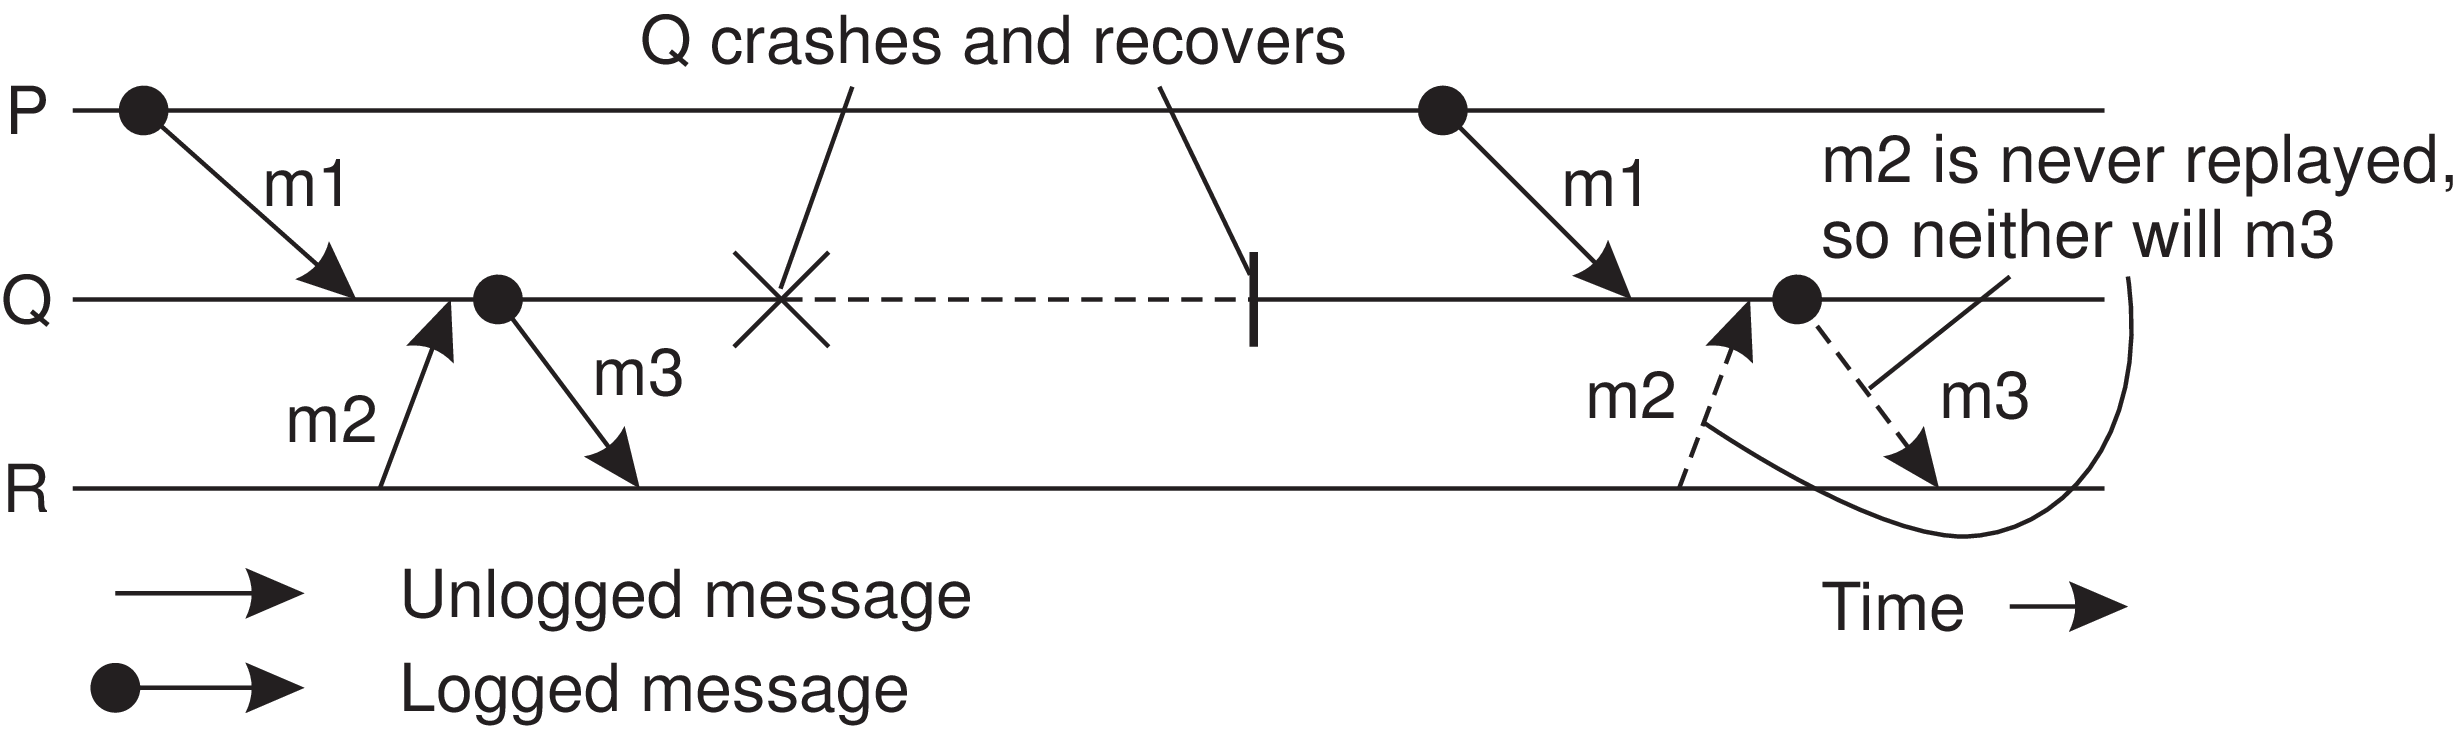 Q crashes and recovers
P
m1
m1
m2 is never replayed,
so neither will m3
Q
m3
m2
m2
m3
R
Unlogged message
Time
Logged message